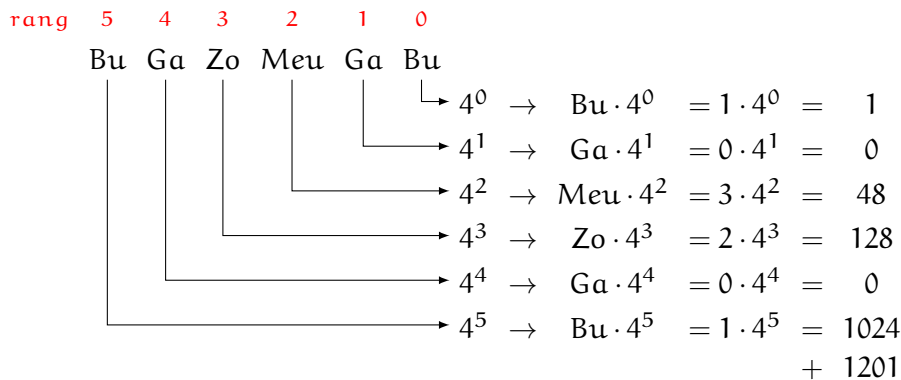 rang 5 4 3 2 1 0
Bu Ga Zo Meu Ga Bu
4⁰ → Bu · 4⁰ = 1 · 4⁰ = 1
4¹ → Ga · 4¹ = 0 · 4¹ = 0
4² → Meu · 4² = 3 · 4² = 48
4³ → Zo · 4³ = 2 · 4³ = 128
4⁴ → Ga · 4⁴ = 0 · 4⁴ = 0
4⁵ → Bu · 4⁵ = 1 · 4⁵ = 1024
+ 1201